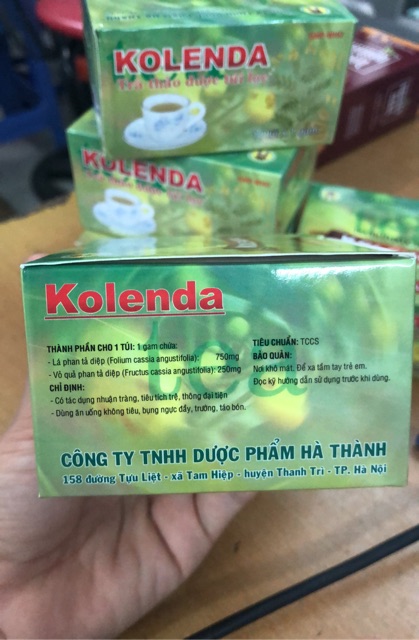 KOLENDA
Trà thảo dược túi lọc
KOLENDA
Kolenda
tea
THÀNH PHẦN CHO 1 TÚI: 1 gam chứa:
- Lá phan tả diệp (Folium cassia angustifolia): 750mg
- Vỏ quả phan tả diệp (Fructus cassia angustifolia): 250mg
CHỈ ĐỊNH:
- Có tác dụng nhuận tràng, tiêu tích trệ, thông đại tiện
- Dùng ăn uống không tiêu, bụng ngực đầy, trướng, táo bón.
TIÊU CHUẨN: TCCS
BẢO QUẢN:
Nơi khô mát. Để xa tầm tay trẻ em.
Đọc kỹ hướng dẫn sử dụng trước khi dùng.
CÔNG TY TNHH DƯỢC PHẨM HÀ THÀNH
158 đường Tựu Liệt - xã Tam Hiệp - huyện Thanh Trì - TP. Hà Nội